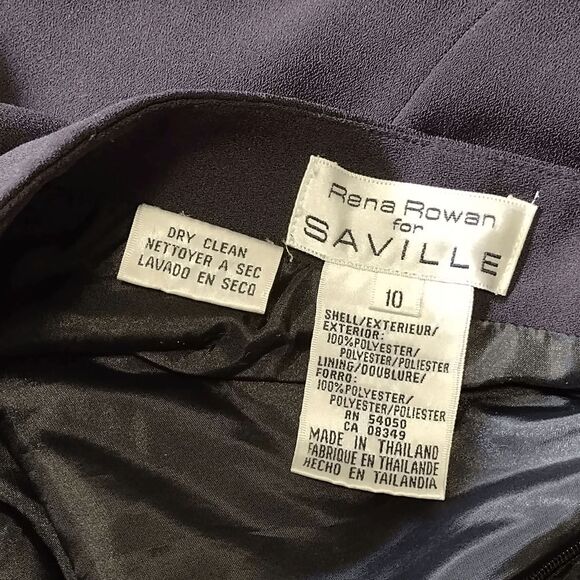 DRY CLEAN
NETTOYER A SEC
LAVADO EN SECO
Rena Rowan
for
SAVILLE
10
SHELL/EXTERIEUR/
EXTERIOR:
100%POLYESTER/
POLYESTER/POLIESTER
LINING/DOUBLURE/
FORRO:
100%POLYESTER/
POLYESTER/POLIESTER
RN 54050
CA 08349
MADE IN THAILAND
FABRIQUE EN THAILANDE
HECHO EN TAILANDIA